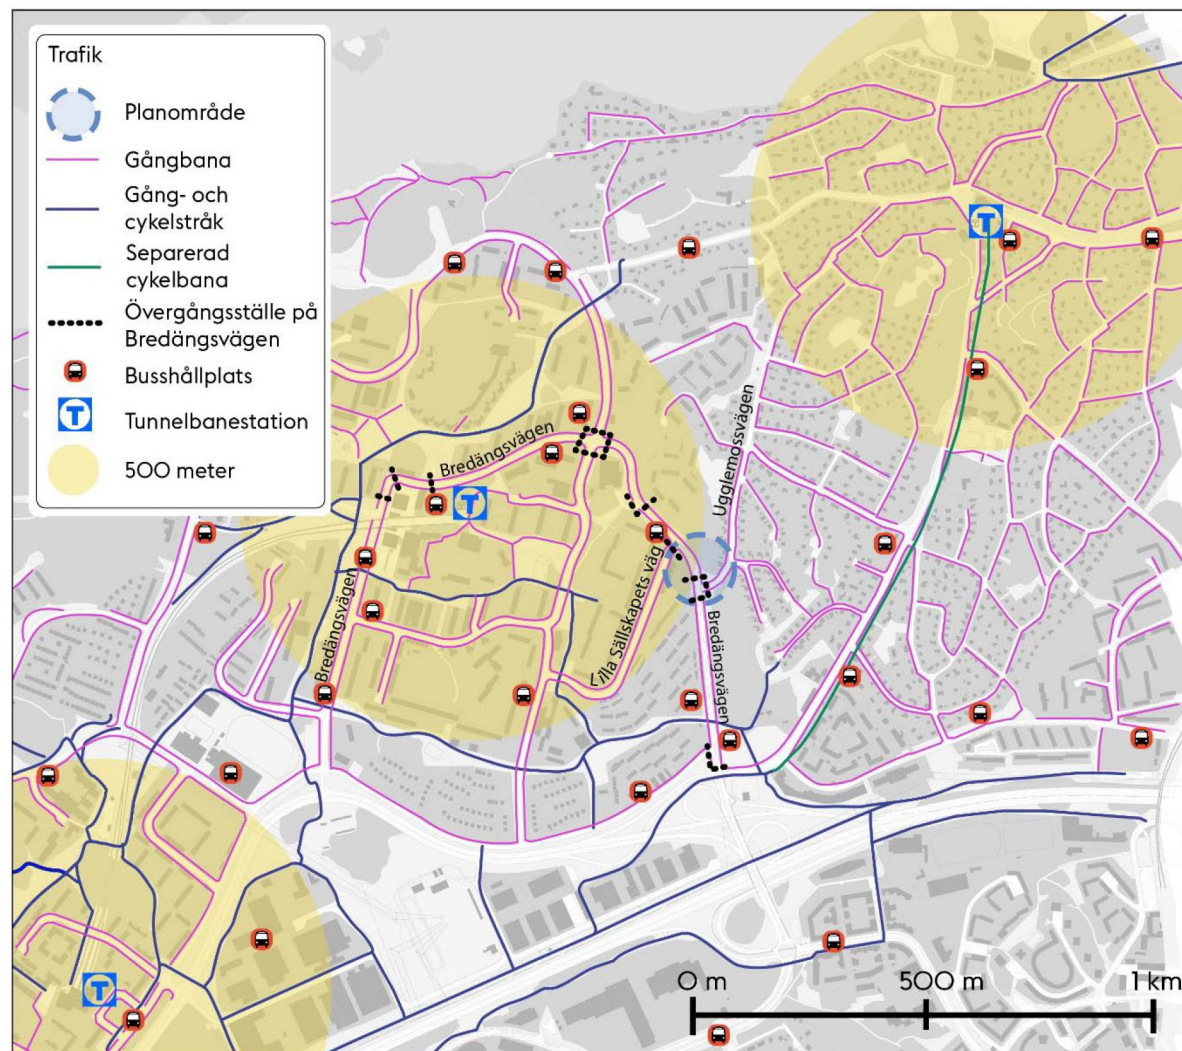 Trafik
Planområde
Gångbana
Gång- och
cykelstråk
Separerad
cykelbana
Övergångsställe på
Bredängsvägen
Busshållplats
T
Tunnelbanestation
500 meter
T
Ugglemossvägen
Bredängsvägen
T
Bredängsvägen
Lilla Sällskapets väg
Bredängsvägen
T
0 m
500 m
1 km